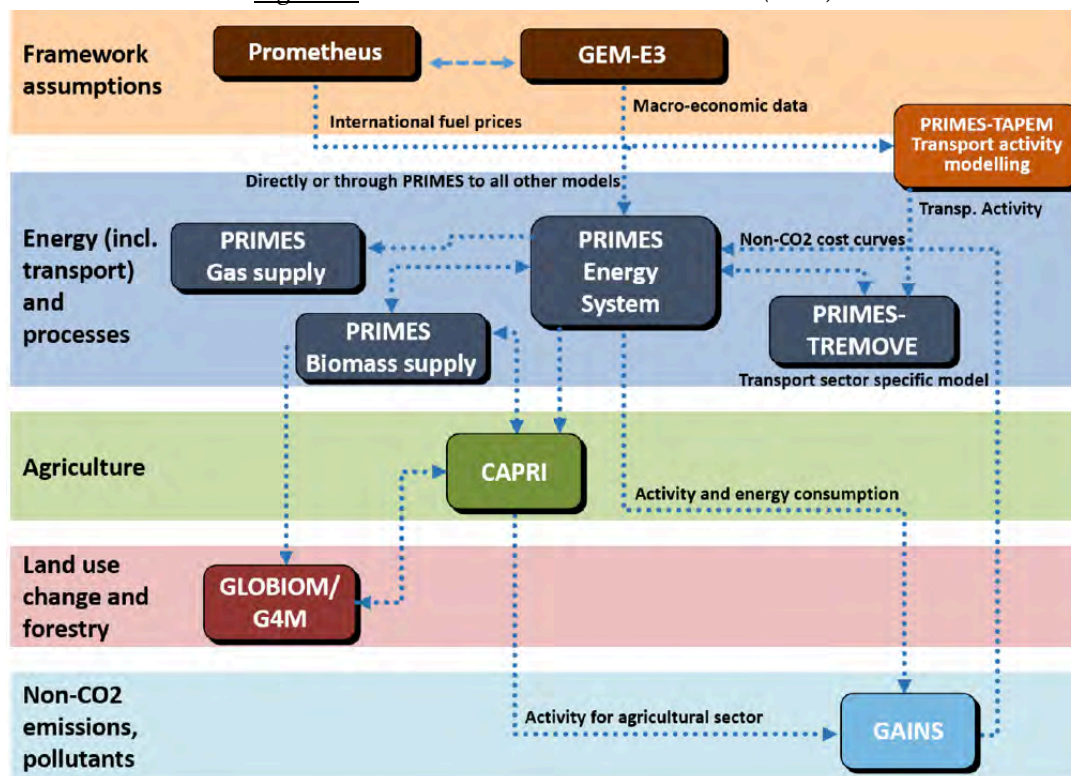 Framework
assumptions
Prometheus
GEM-E3
Macro-economic data
International fuel prices
PRIMES-TAPEM
Transport activity
modelling
Directly or through PRIMES to all other models
Transp. Activity
Energy (incl.
transport)
and
processes
PRIMES
Gas supply
PRIMES
Energy
System
Non-CO2 cost curves
PRIMES
Biomass supply
PRIMES-
TREMOVE
Transport sector specific model
Agriculture
CAPRI
Activity and energy consumption
Land use
change and
forestry
GLOBIOM/
G4M
Non-CO2
emissions,
pollutants
Activity for agricultural sector
GAINS